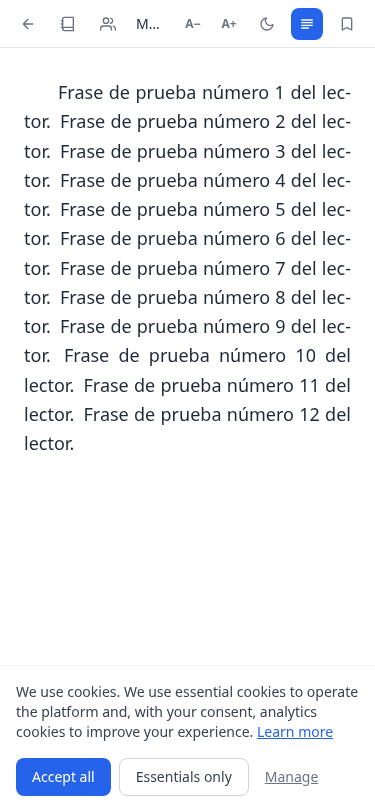 M...
A−
A+
Frase de prueba número 1 del lec-
tor. Frase de prueba número 2 del lec-
tor. Frase de prueba número 3 del lec-
tor. Frase de prueba número 4 del lec-
tor. Frase de prueba número 5 del lec-
tor. Frase de prueba número 6 del lec-
tor. Frase de prueba número 7 del lec-
tor. Frase de prueba número 8 del lec-
tor. Frase de prueba número 9 del lec-
tor. Frase de prueba número 10 del
lector. Frase de prueba número 11 del
lector. Frase de prueba número 12 del
lector.
We use cookies. We use essential cookies to operate
the platform and, with your consent, analytics
cookies to improve your experience. Learn more
Accept all
Essentials only
Manage